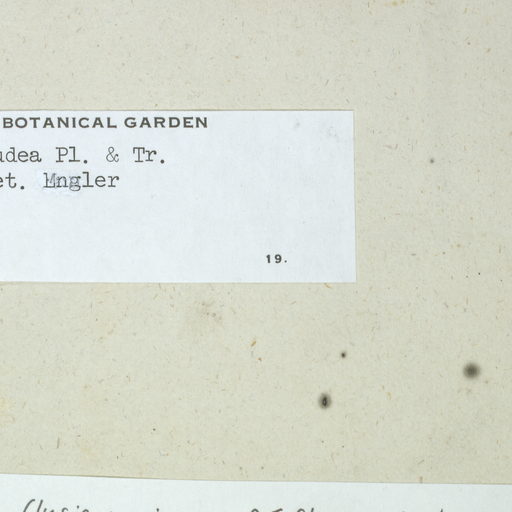 BOTANICAL GARDEN
udea Pl. & Tr.
et. Engler
19.